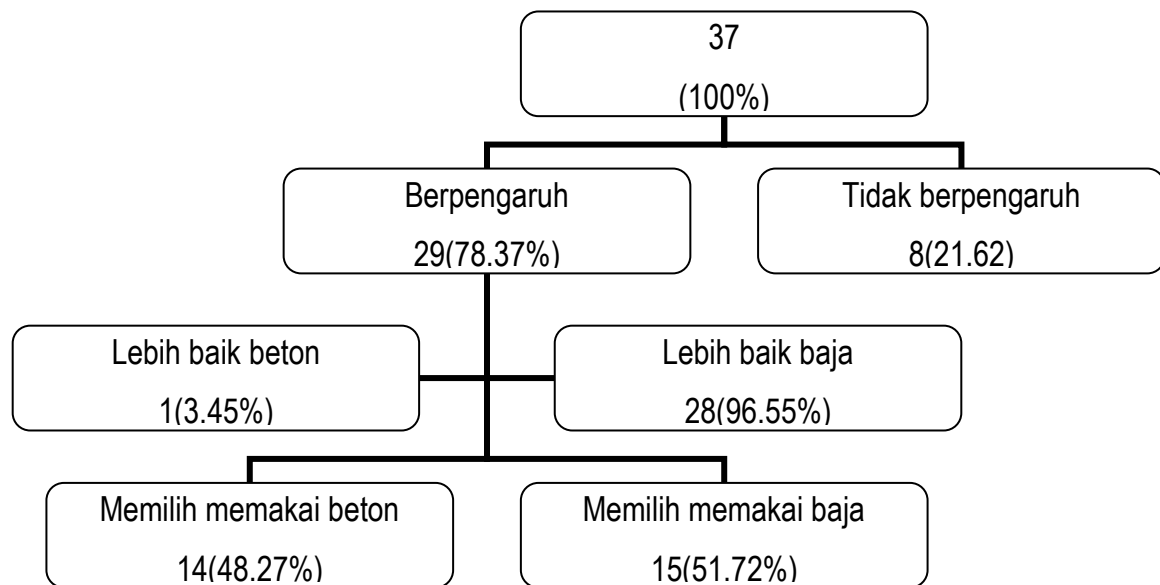 37
(100%)
Berpengaruh
29(78.37%)
Tidak berpengaruh
8(21.62)
Lebih baik beton
1(3.45%)
Lebih baik baja
28(96.55%)
Memilih memakai beton
14(48.27%)
Memilih memakai baja
15(51.72%)